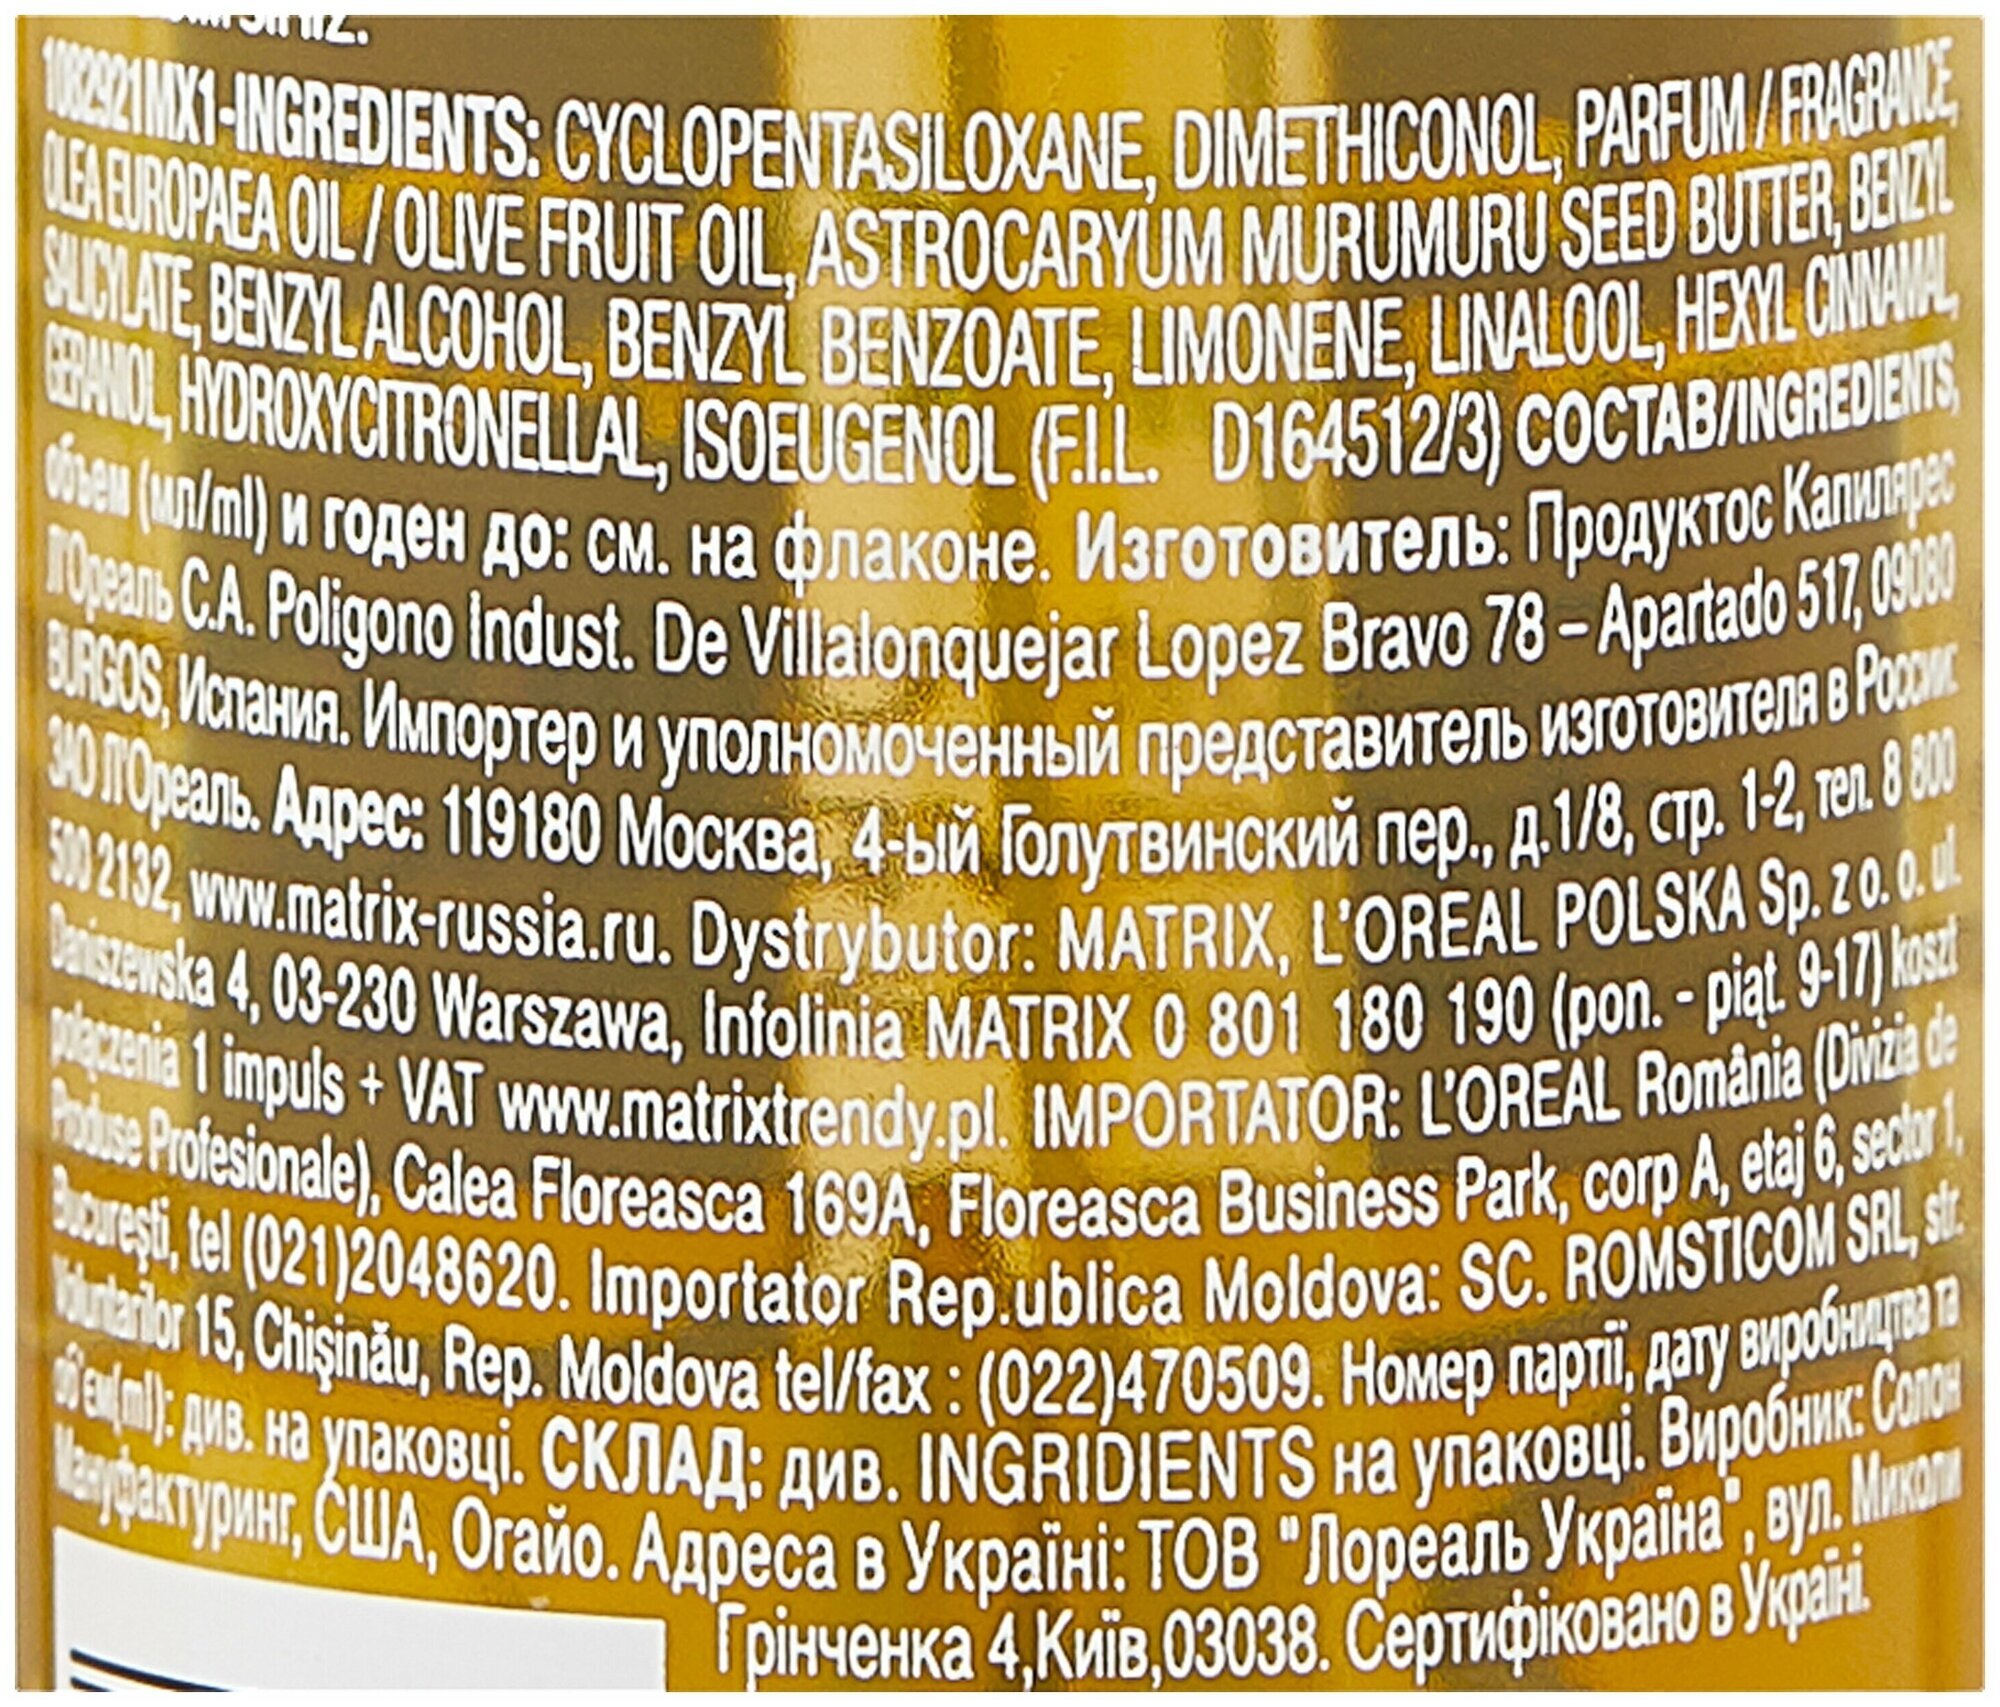 1082921MX1-INGREDIENTS: CYCLOPENTASILOXANE, DIMETHICONOL, PARFUM / FRAGRANCE,
OLEA EUROPAEA OIL / OLIVE FRUIT OIL, ASTROCARYUM MURUMURU SEED BUTTER, BENZYL
SALICYLATE, BENZYL ALCOHOL, BENZYL BENZOATE, LIMONENE, LINALOOL, HEXYL CINNAMAL,
GERANIOL, HYDROXYCITRONELLAL, ISOEUGENOL (F.I.L. D164512/3) СОСТАВ/INGREDIENTS,
объем (мл/ml) и годен до: см. на флаконе. Изготовитель: Продуктос Капилярес
Л'Ореаль C.A. Poligono Indust. De Villalonquejar Lopez Bravo 78 – Apartado 517, 09080
BURGOS, Испания. Импортер и уполномоченный представитель изготовителя в России:
ЗАО Л'Ореаль. Адрес: 119180 Москва, 4-ый Голутвинский пер., д.1/8, стр. 1-2, тел. 8 800
500 2132, www.matrix-russia.ru. Dystrybutor: MATRIX, L'OREAL POLSKA Sp. z o. o. ul.
Daniszewska 4, 03-230 Warszawa, Infolinia MATRIX 0 801 180 190 (pon. - piąt. 9-17) koszt
połączenia 1 impuls + VAT www.matrixtrendy.pl. IMPORTATOR: L'OREAL România (Divizia de
Produse Profesionale), Calea Floreasca 169A, Floreasca Business Park, corp A, etaj 6, sector 1,
Bucureşti, tel (021)2048620. Importator Rep.ublica Moldova: SC. ROMSTICOM SRL, str.
Voluntarilor 15, Chişinău, Rep. Moldova tel/fax : (022)470509. Номер партії, дату виробництва та
об'єм(ml): див. на упаковці. СКЛАД: див. INGRIDIENTS на упаковці. Виробник: Солон
Мануфактуринг, США, Огайо. Адреса в Україні: ТОВ "Лореаль Україна", вул. Миколи
Грінченка 4,Київ,03038. Сертифіковано в Україні.